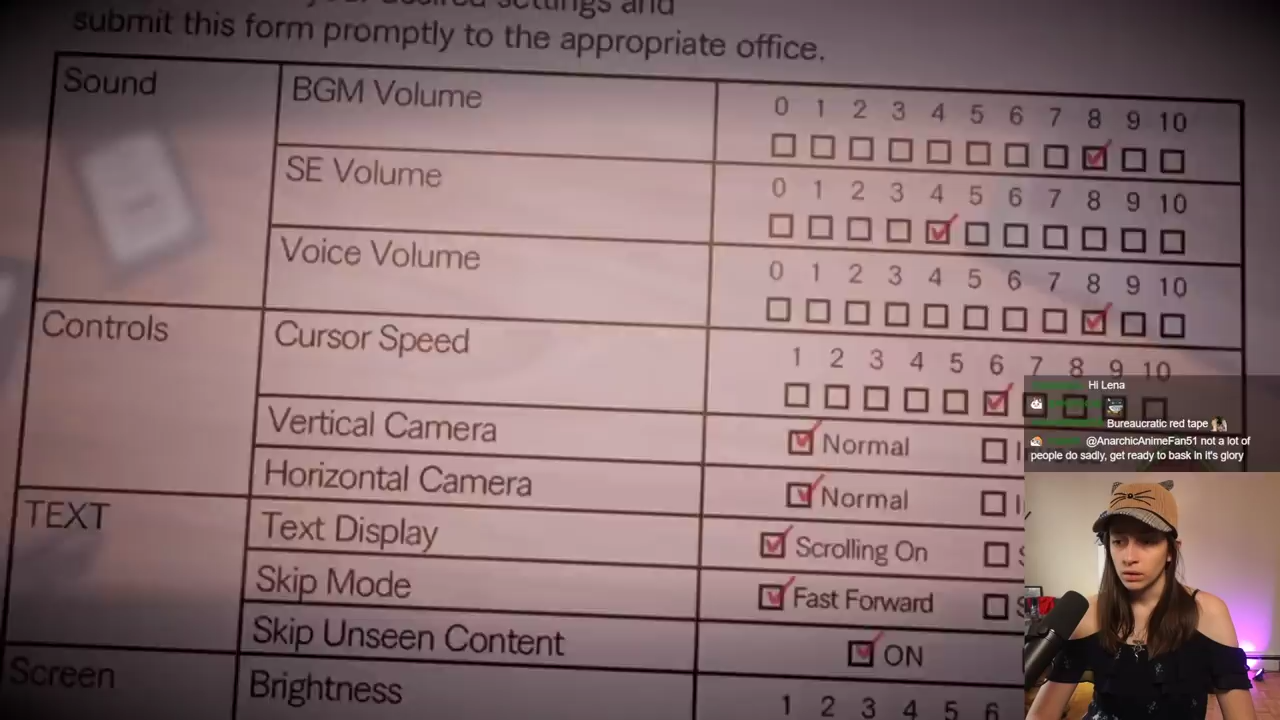 submit this form promptly to the appropriate office.
Sound
BGM Volume
0 1 2 3 4 5 6 7 8 9 10
SE Volume
0 1 2 3 4 5 6 7 8 9 10
Voice Volume
0 1 2 3 4 5 6 7 8 9 10
Controls
Cursor Speed
1 2 3 4 5 6 7 8 9 10
Vertical Camera
Normal
Horizontal Camera
Normal
TEXT
Text Display
Scrolling On
Skip Mode
Fast Forward
Skip Unseen Content
ON
Screen
Brightness
1 2 3 4 5 6
Hi Lena
Bureaucratic red tape
@AnarchicAnimeFan51 not a lot of
people do sadly, get ready to bask in it's glory